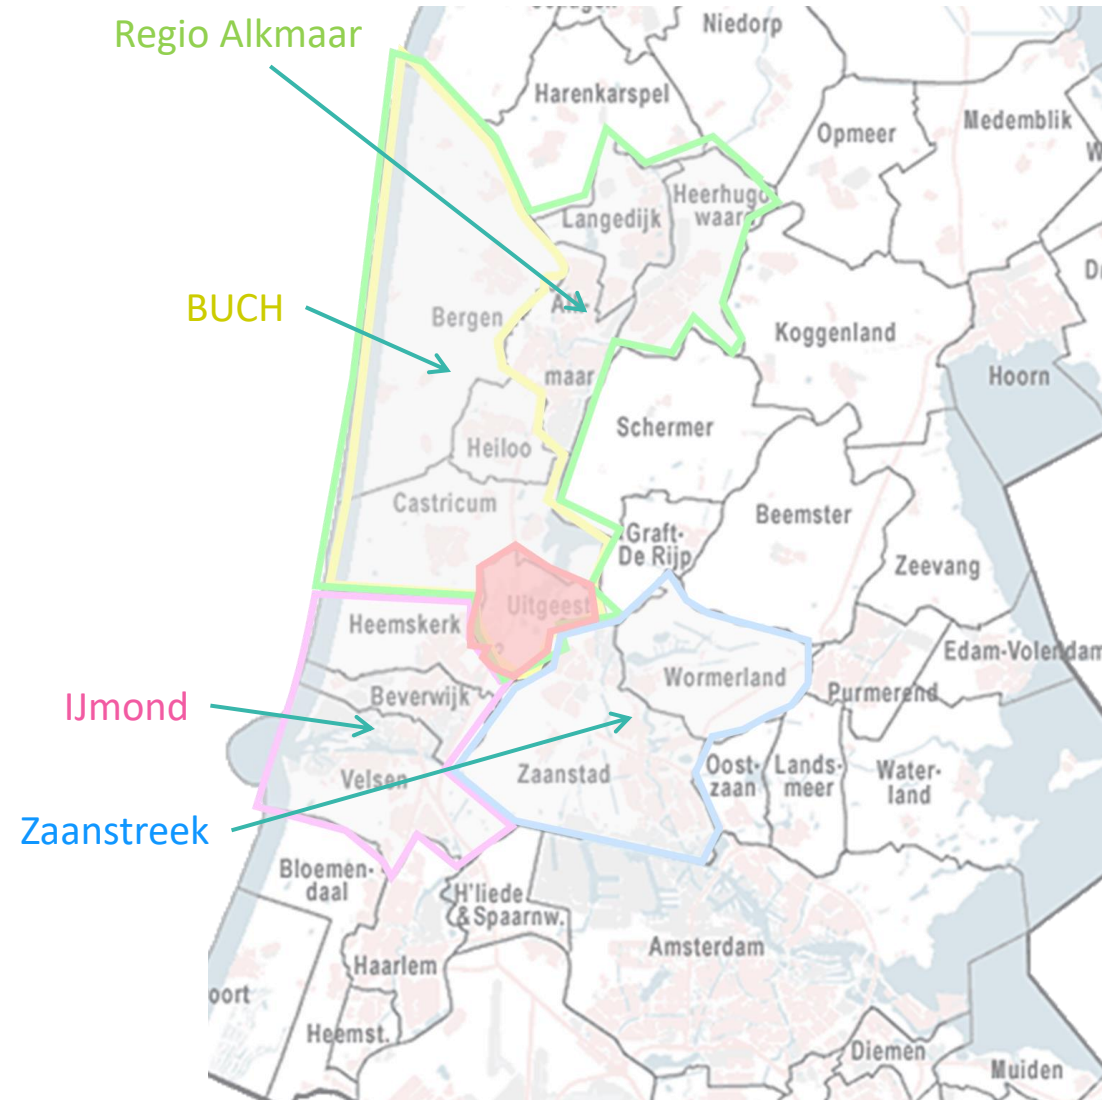 Regio Alkmaar
Niedorp
Harenkarspel
Medemblik
Opmeer
W
Heerhugo
waard
Langedijk
BUCH
Alk-
Bergen
Koggenland
maar
Hoorn
Schermer
Heiloo
Castricum
Beemster
Graft-
De Rijp
Zeevang
Uitgeest
Heemskerk
Edam-Volendam
Wormerland
Purmerend
IJmond
Beverwijk
Velsen
Zaanstad
Oost-
zaan
Lands-
meer
Water-
land
Zaanstreek
Bloemen-
daal
H'liede
&Spaarnw.
Amsterdam
Haarlem
oort
Heemst.
Diemen
Muiden